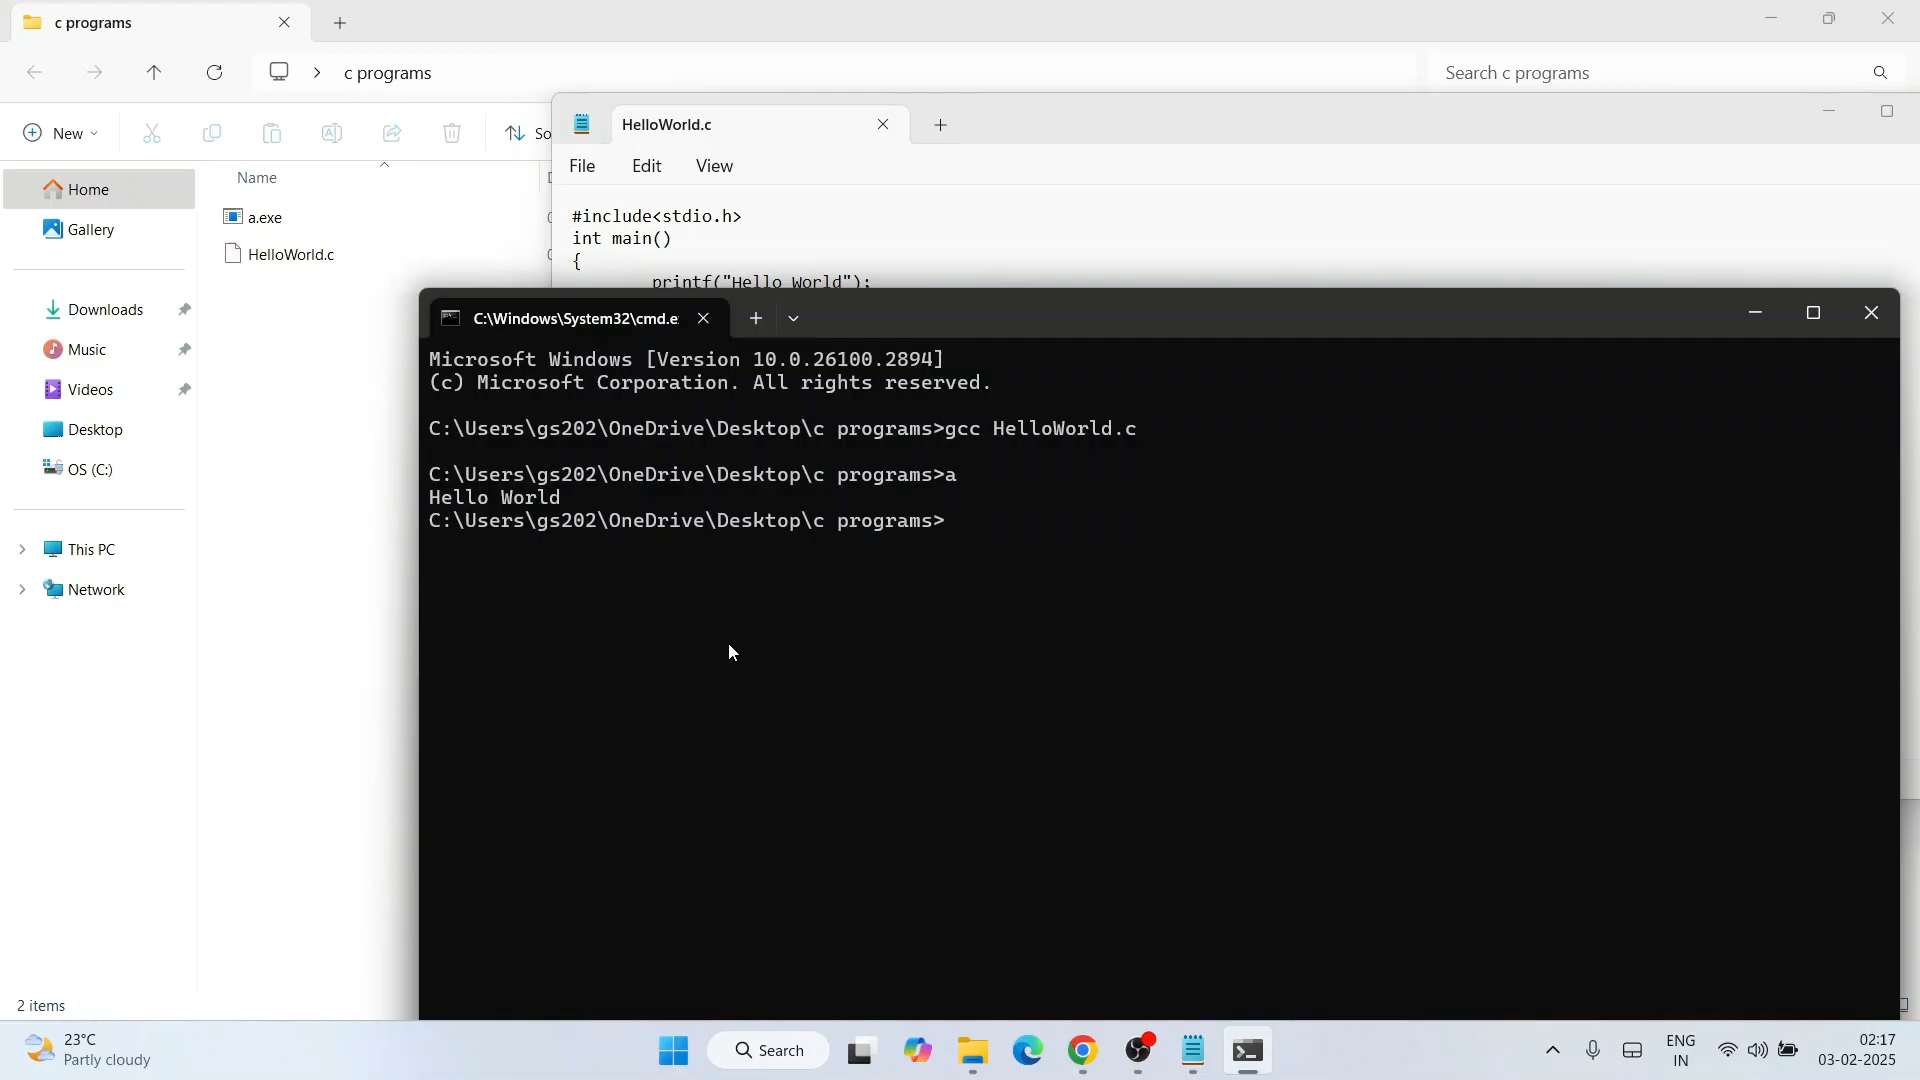 c programs
c programs
Search c programs
New
So
HelloWorld.c
File Edit View
Home
Gallery
Downloads
Music
Videos
Desktop
OS (C:)
This PC
Network
Name
a.exe
HelloWorld.c
#include<stdio.h>
int main()
{
printf("Hello World");
C:\Windows\System32\cmd.e
Microsoft Windows [Version 10.0.26100.2894]
(c) Microsoft Corporation. All rights reserved.
C:\Users\gs202\OneDrive\Desktop\c programs>gcc HelloWorld.c
C:\Users\gs202\OneDrive\Desktop\c programs>a
Hello World
C:\Users\gs202\OneDrive\Desktop\c programs>
2 items
23°C
Partly cloudy
Search
ENG
IN
02:17
03-02-2025